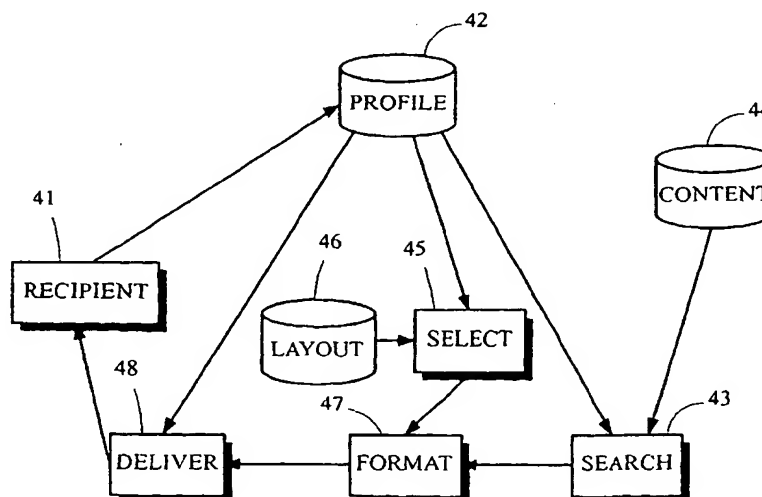 42
PROFILE
44
CONTENT
41
RECIPIENT
46
LAYOUT
45
SELECT
48
DELIVER
47
FORMAT
43
SEARCH